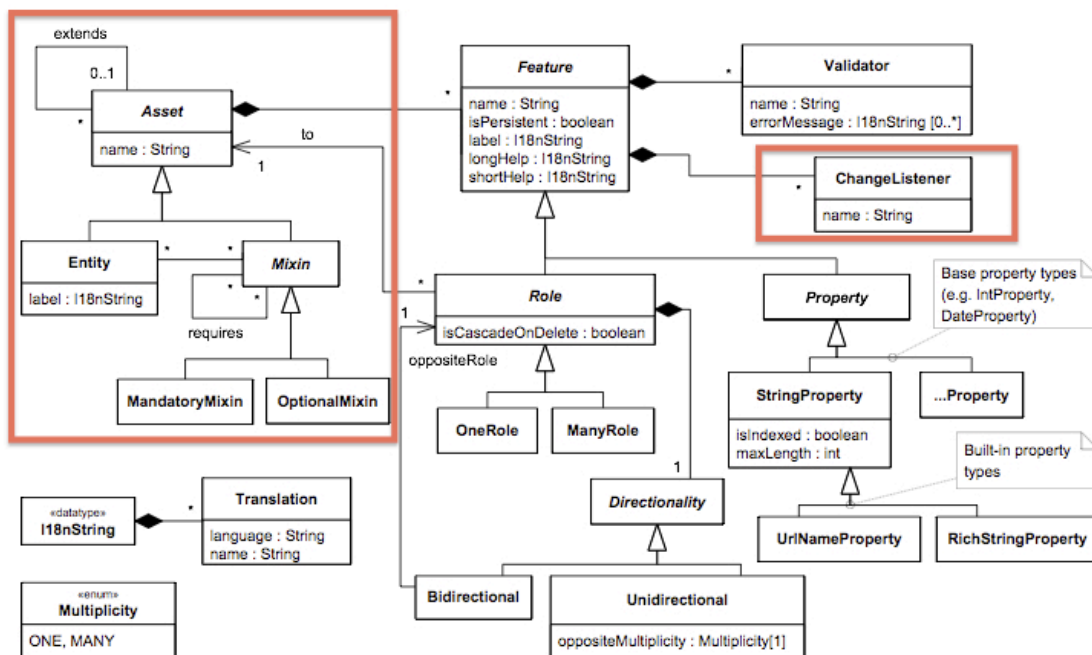 extends
0..1
*
Asset
name : String
*
Feature
name : String
isPersistent : boolean
label : I18nString
longHelp : I18nString
shortHelp : I18nString
*
Validator
name : String
errorMessage : I18nString [0..*]
*
ChangeListener
name : String
to
1
*
Entity
label : I18nString
*
*
Mixin
*
*
requires
MandatoryMixin
OptionalMixin
Role
isCascadeOnDelete : boolean
1
oppositeRole
OneRole
ManyRole
Property
Base property types
(e.g. IntProperty,
DateProperty)
StringProperty
isIndexed : boolean
maxLength : int
...Property
Built-in property
types
UrlNameProperty
RichStringProperty
1
Directionality
Bidirectional
Unidirectional
oppositeMultiplicity : Multiplicity[1]
«datatype»
I18nString
*
Translation
language : String
name : String
«enum»
Multiplicity
ONE, MANY